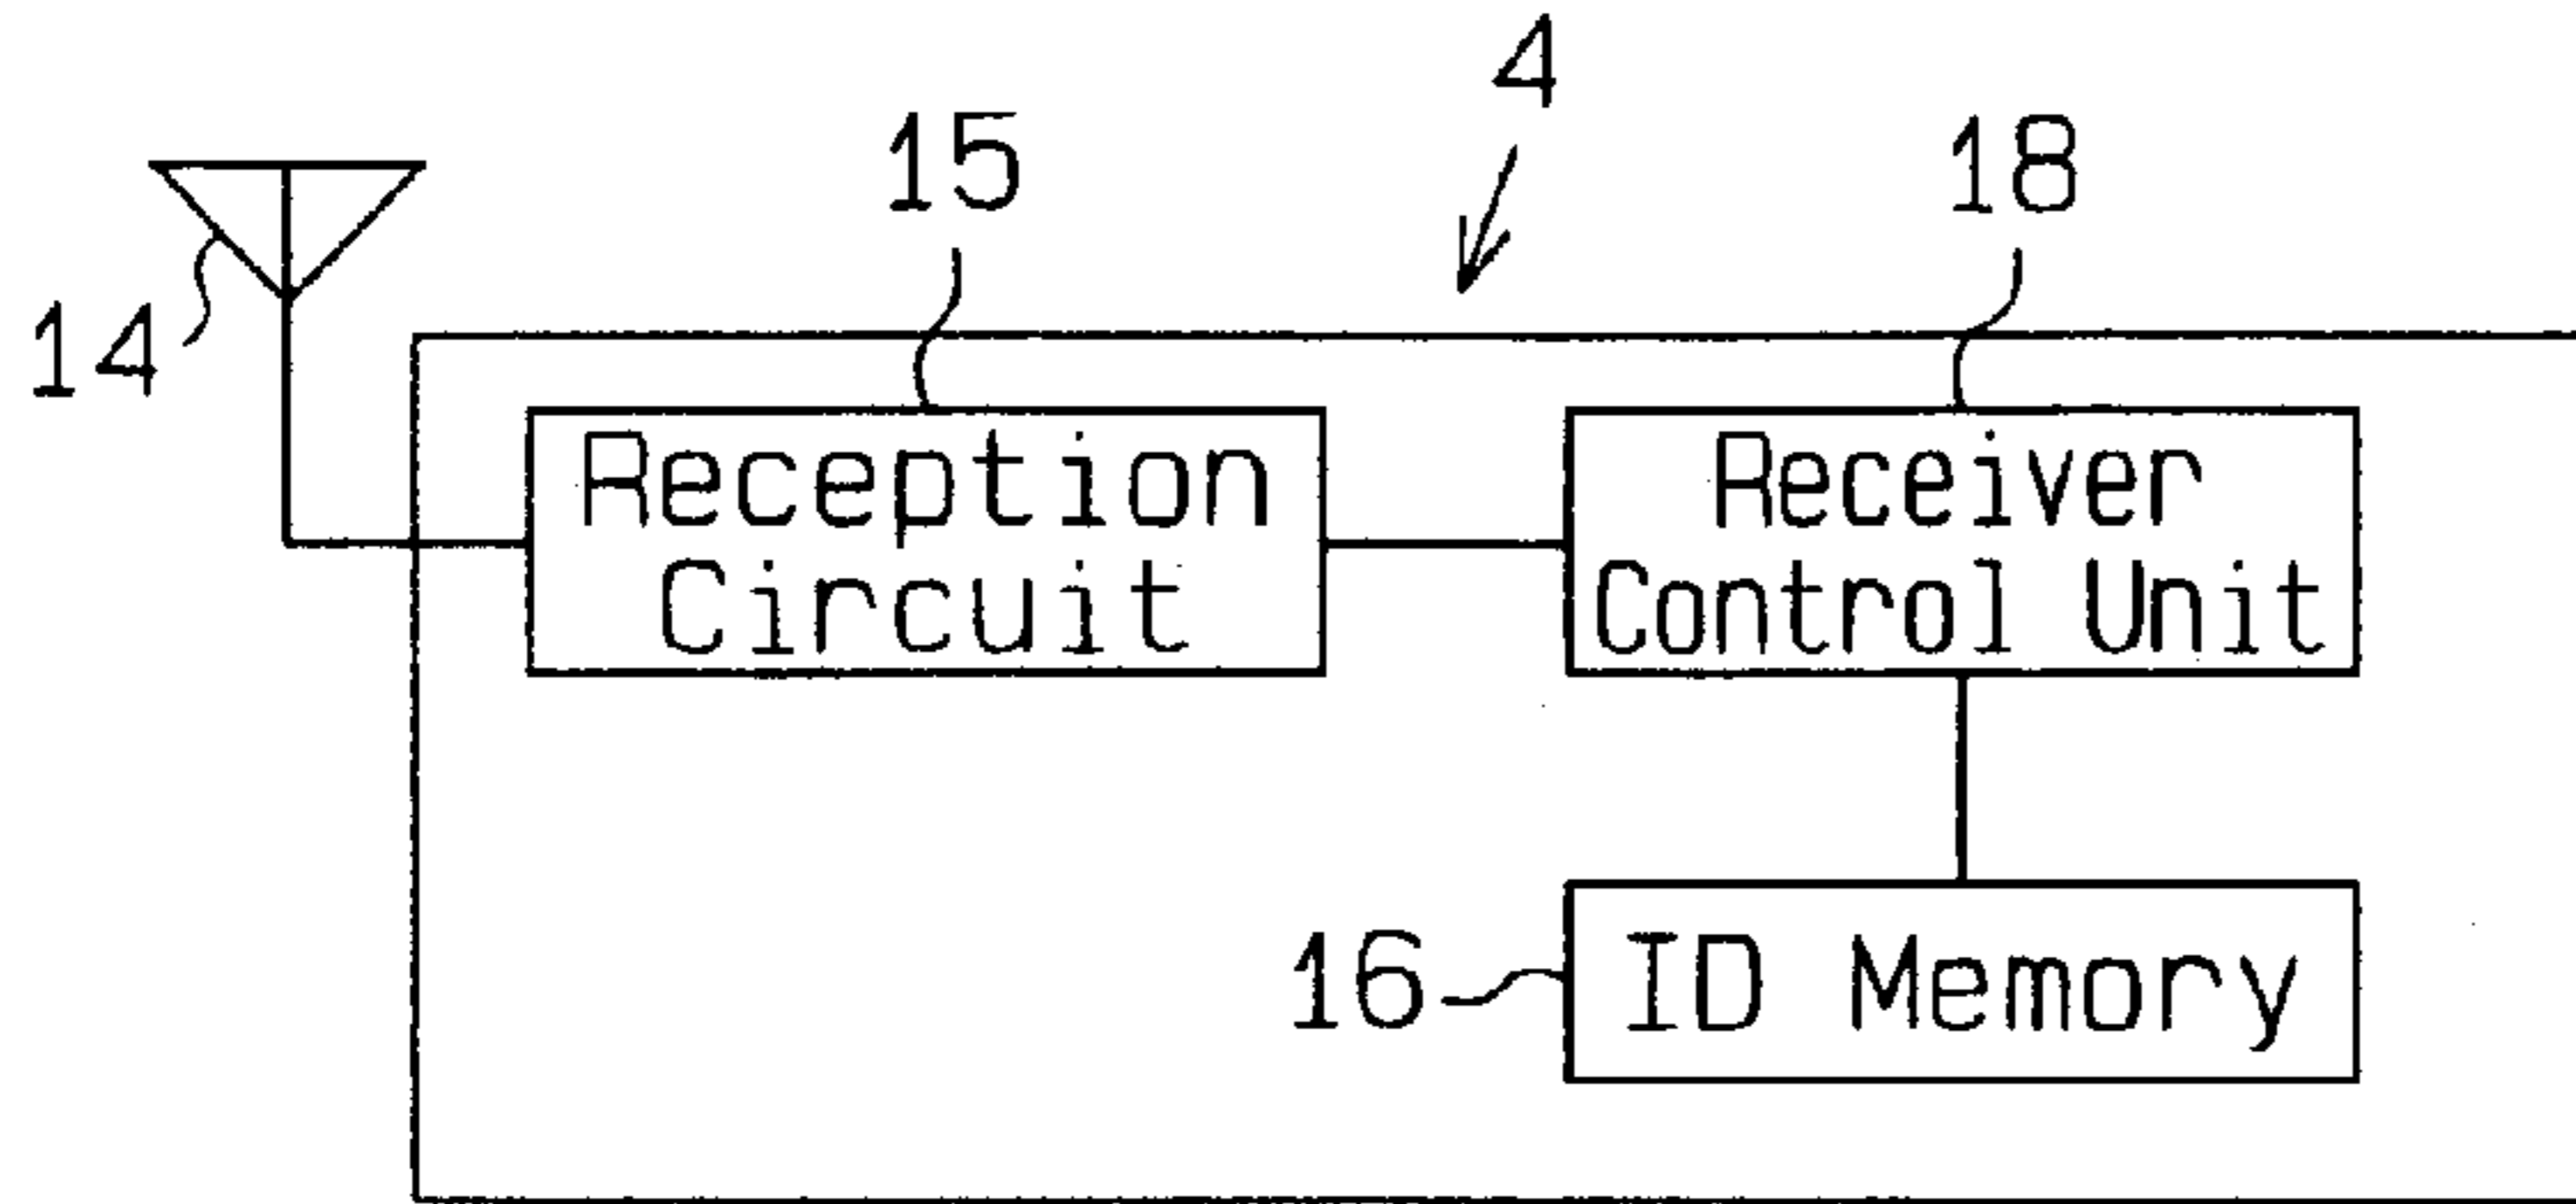 4
15
18
14
Reception
Circuit
Receiver
Control Unit
16
ID Memory